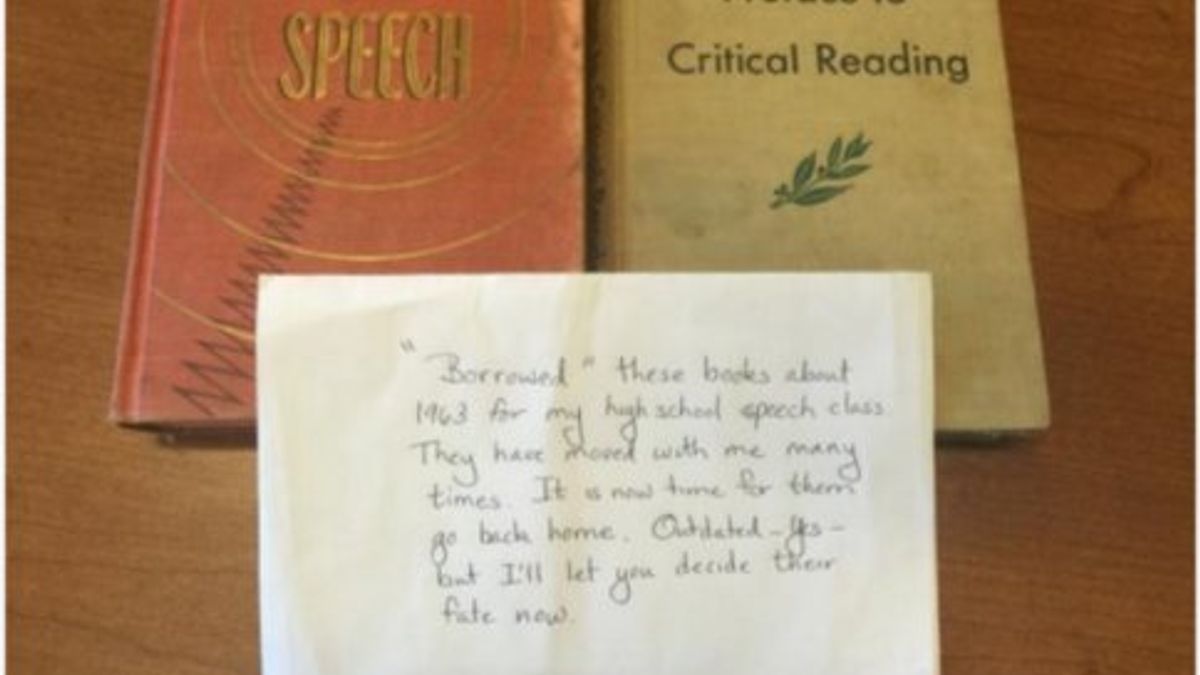 SPEECH
Critical Reading
"Borrowed" these books about
1963 for my high school speech class
They have moved with me many
times. It is now time for them
go back home. Outdated - Yes -
but I'll let you decide their
fate now.